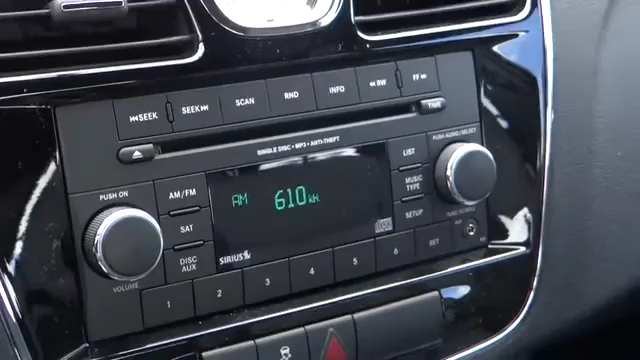 ⏮SEEK SEEK⏭ SCAN RND INFO ◀◀RW FF▶▶
TIME
SINGLE DISC • MP3 • ANTI-THEFT
PUSH ON
VOLUME
AM/FM
SAT
DISC
AUX
AM 610 kH
SIRIUS
LIST
MUSIC
TYPE
SETUP
PUSH-AUDIO/SELECT
1 2 3 4 5 6 SET